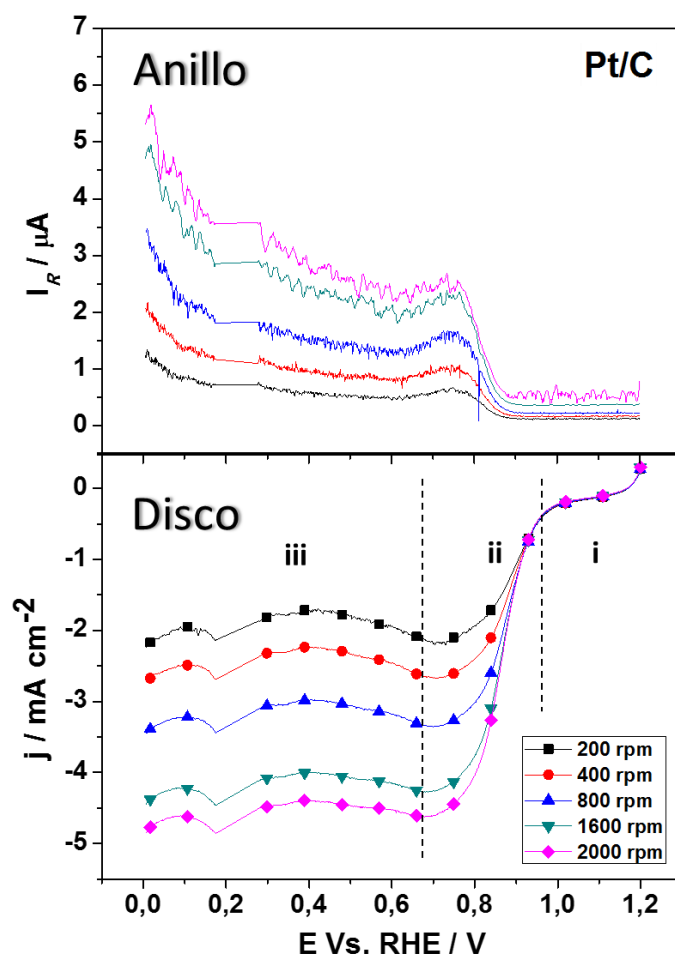 Anillo
Pt/C
7
6
5
4
3
2
1
0
I_R / μA
Disco
iii
ii
i
0
-1
-2
-3
-4
-5
j / mA cm⁻²
200 rpm
400 rpm
800 rpm
1600 rpm
2000 rpm
0,0 0,2 0,4 0,6 0,8 1,0 1,2
E Vs. RHE / V